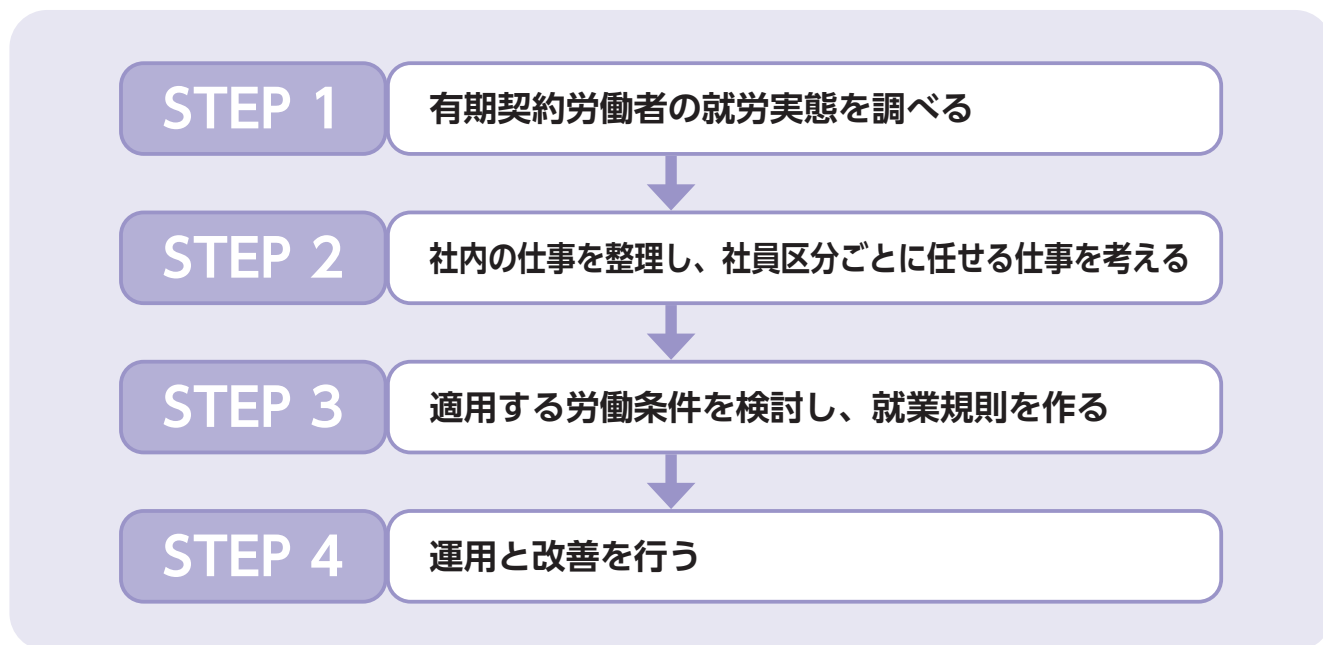 STEP 1
有期契約労働者の就労実態を調べる
STEP 2
社内の仕事を整理し、社員区分ごとに任せる仕事を考える
STEP 3
適用する労働条件を検討し、就業規則を作る
STEP 4
運用と改善を行う